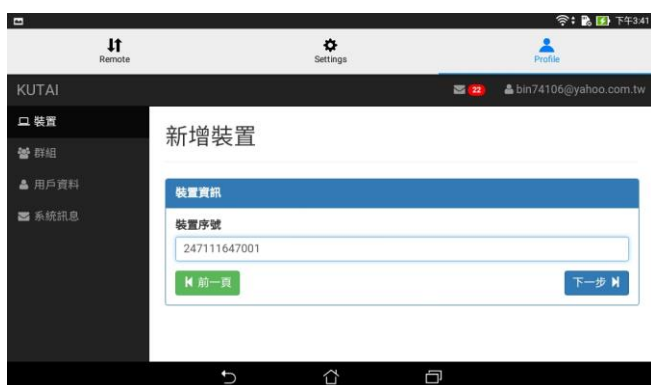 下午3:41
Remote
Settings
Profile
KUTAI
22
bin74106@yahoo.com.tw
裝置
群組
用戶資料
系統訊息
新增裝置
裝置資訊
裝置序號
247111647001
前一頁
下一步